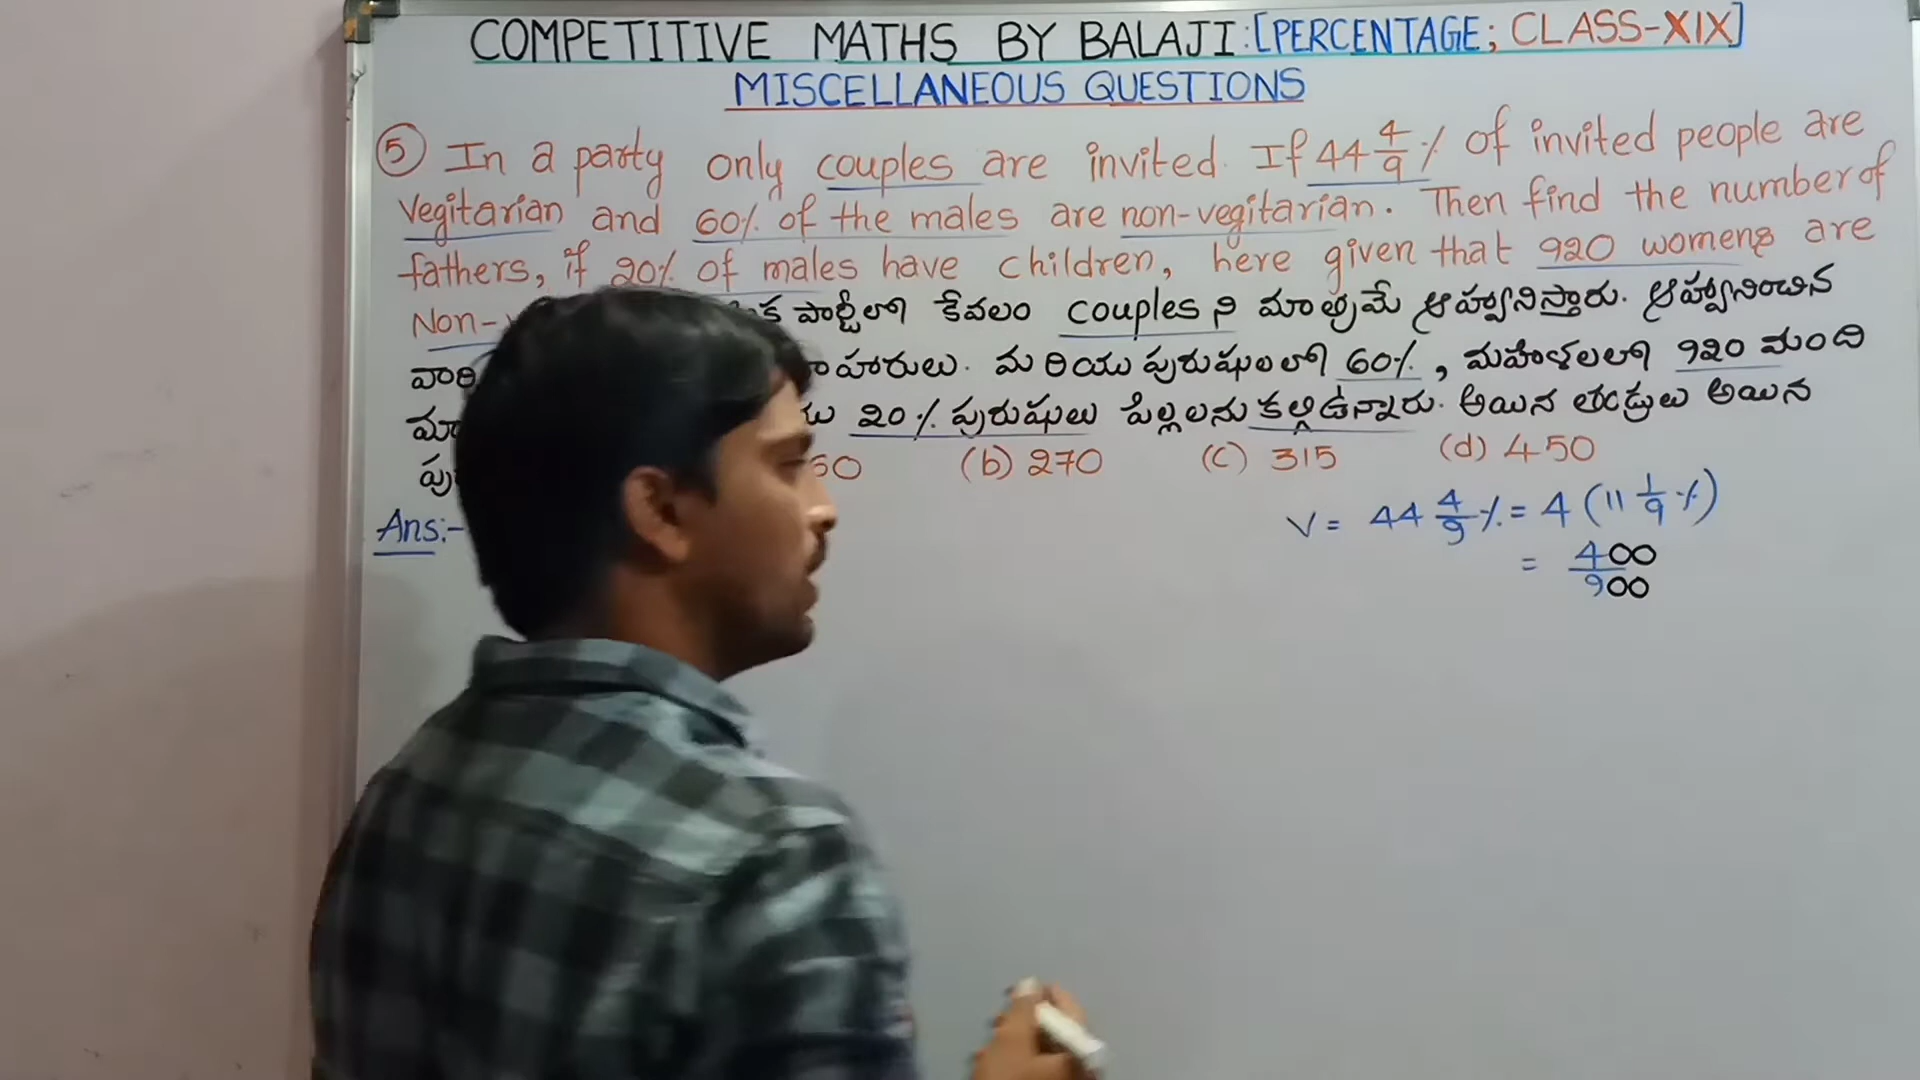 COMPETITIVE MATHS BY BALAJI:[PERCENTAGE; CLASS-XIX]
MISCELLANEOUS QUESTIONS
5 In a party only couples are invited. If 44 4/9 % of invited people are
vegitarian and 60% of the males are non-vegitarian. Then find the number of
fathers, if 20% of males have children, here given that 920 womens are
Non-
పార్టీలో కేవలం couples ని మాత్రమే ఆహ్వానిస్తారు. ఆహ్వానించిన
మరియు పురుషులలో 60%, మహిళలలో 920 మంది
20% పురుషులు పిల్లలను కల్గిఉన్నారు. అయిన తండ్రులు అయిన
(b) 270 (c) 315 (d) 450
Ans:- V = 44 4/9 % = 4 (11 1/9 %)
= 400/900